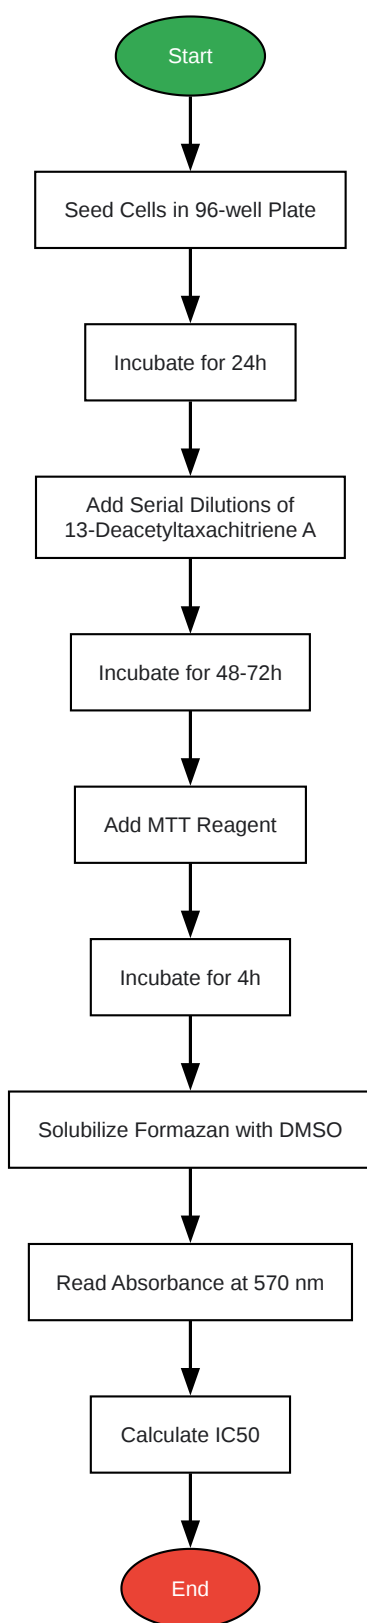 Start
Seed Cells in 96-well Plate
Incubate for 24h
Add Serial Dilutions of
13-Deacetyltaxachitriene A
Incubate for 48-72h
Add MTT Reagent
Incubate for 4h
Solubilize Formazan with DMSO
Read Absorbance at 570 nm
Calculate IC50
End